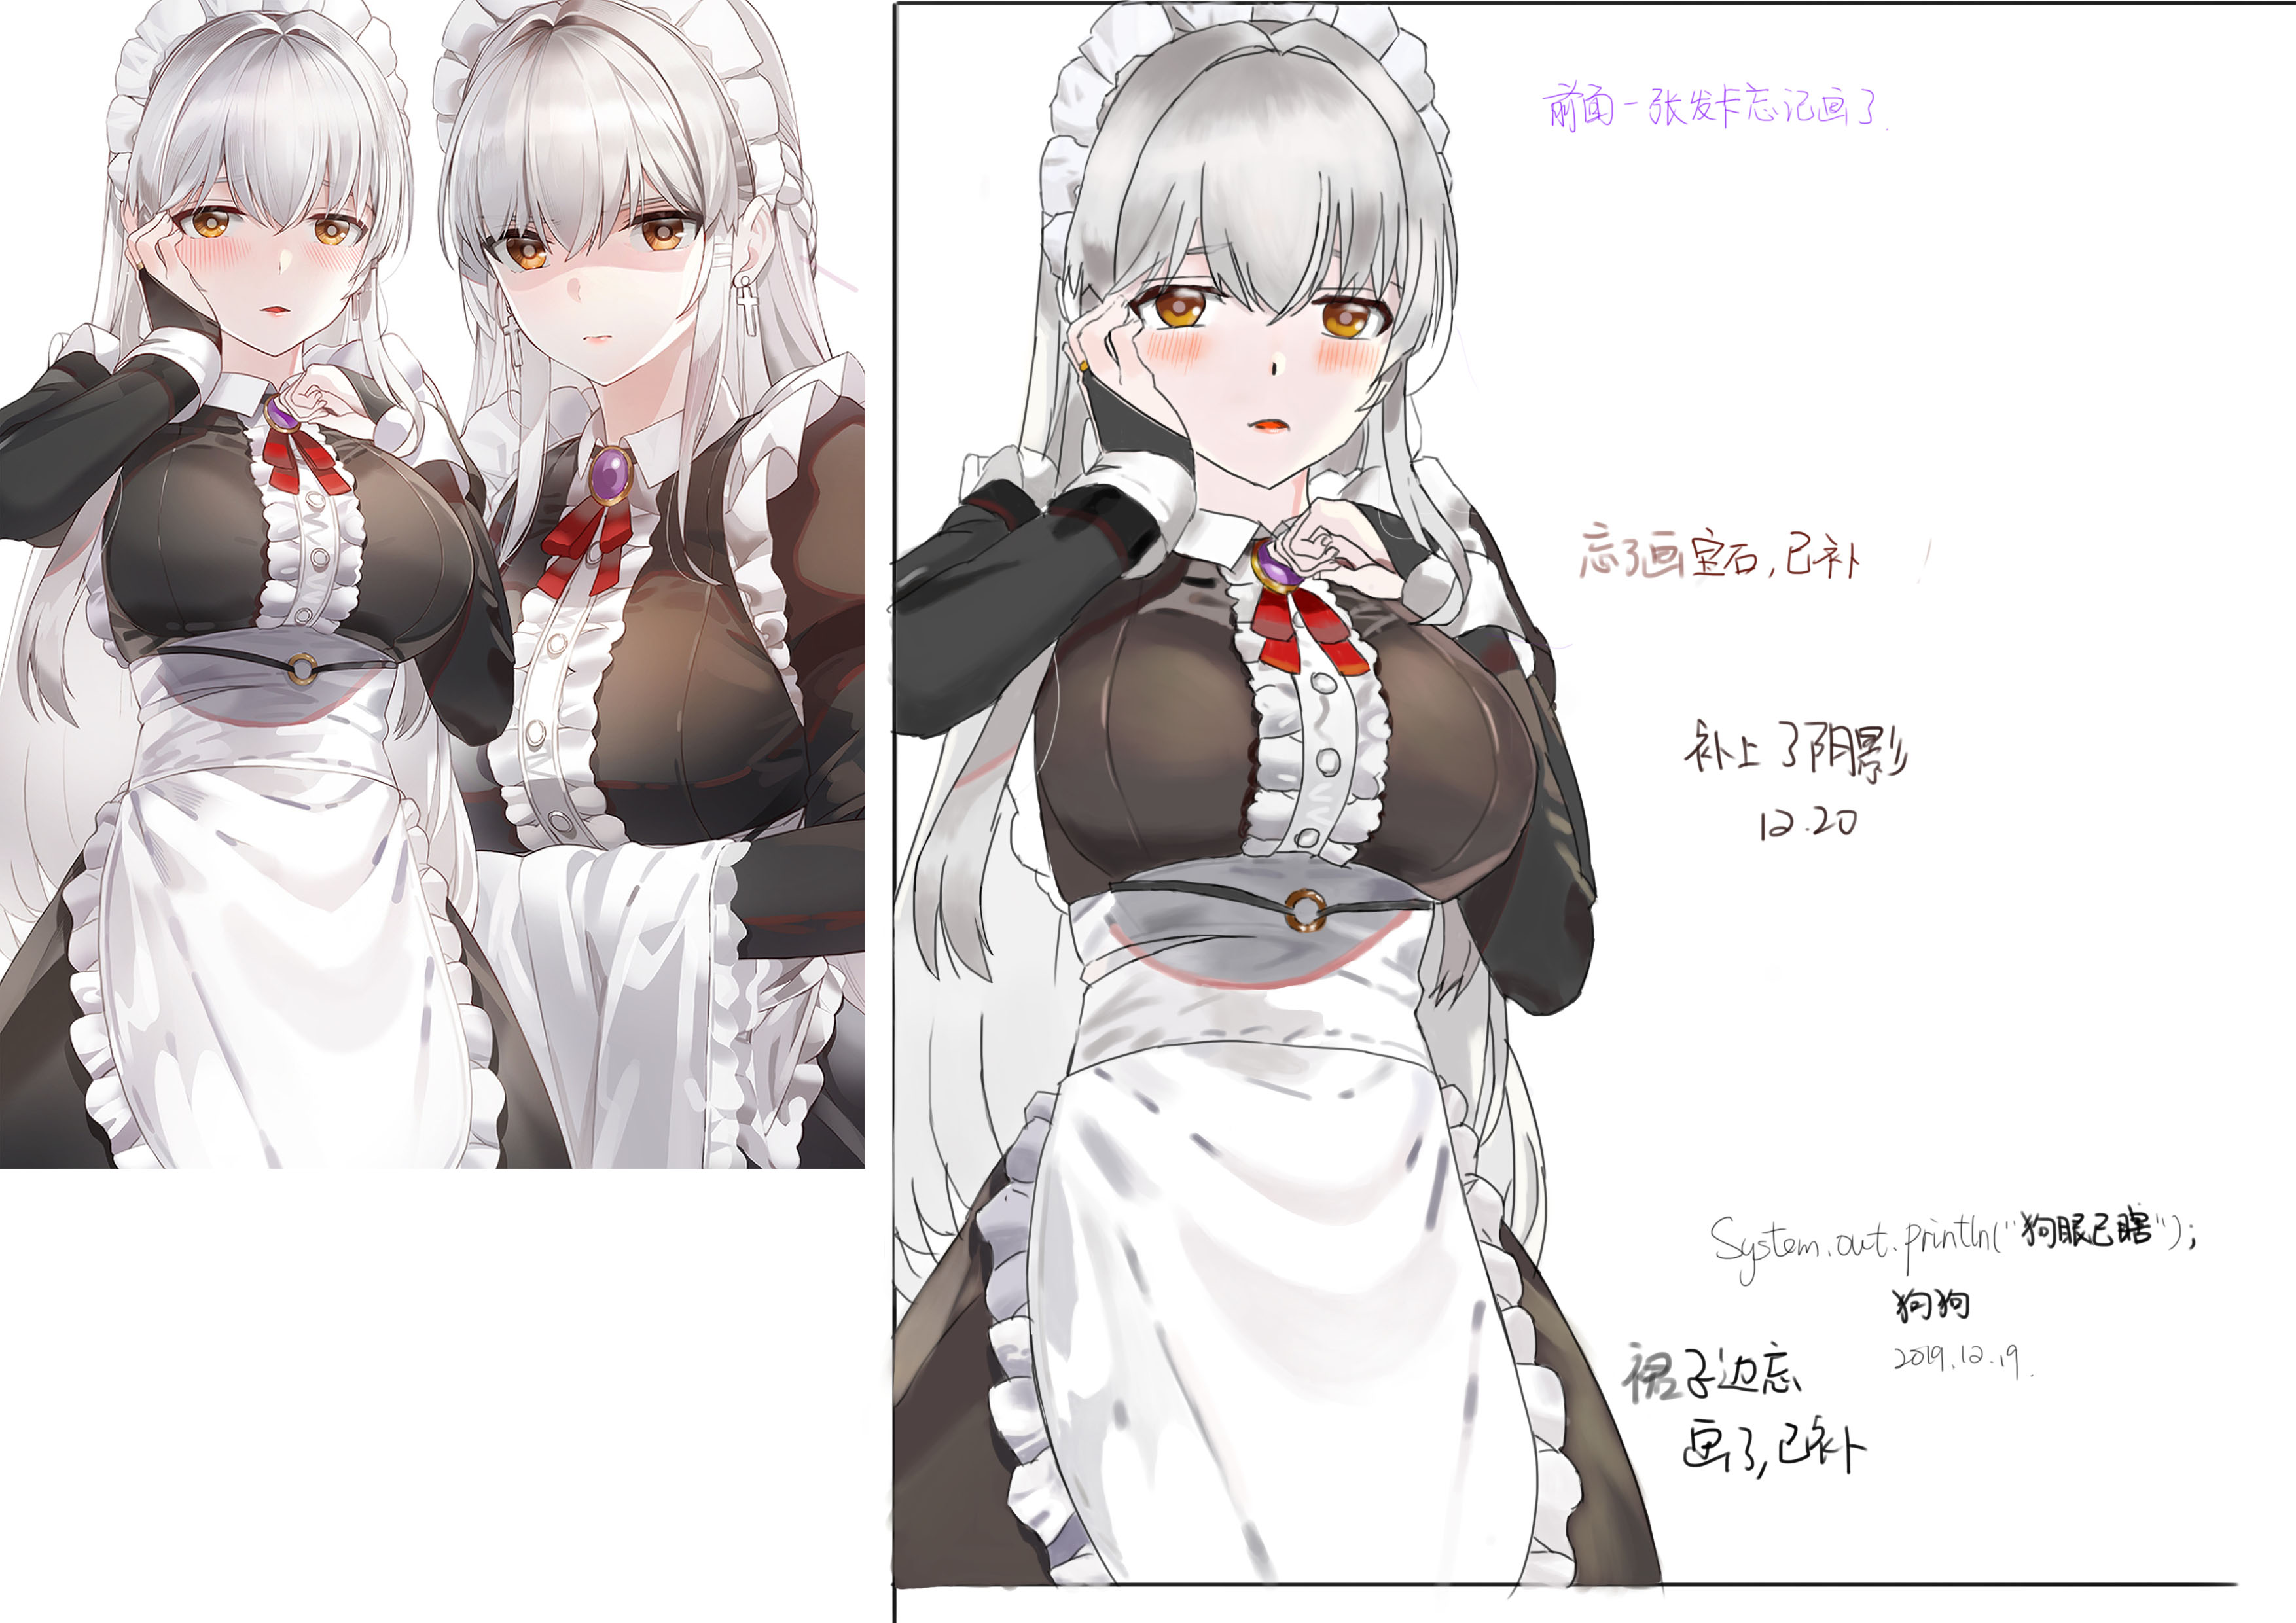 前面一张发卡忘记画了.
忘了画宝石,已补
补上了阴影
12.20
System.out.println("狗眼已瞎");
狗狗
2019.12.19.
裙子边忘
画了,已补